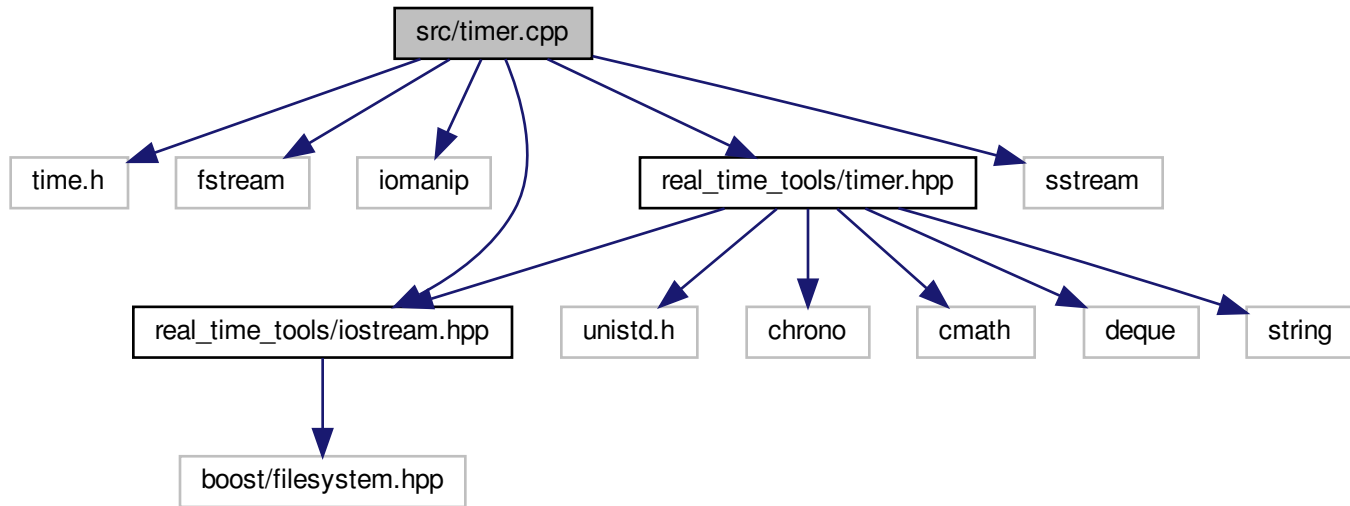 src/timer.cpp
time.h
fstream
iomanip
real_time_tools/timer.hpp
sstream
real_time_tools/iostream.hpp
unistd.h
chrono
cmath
deque
string
boost/filesystem.hpp